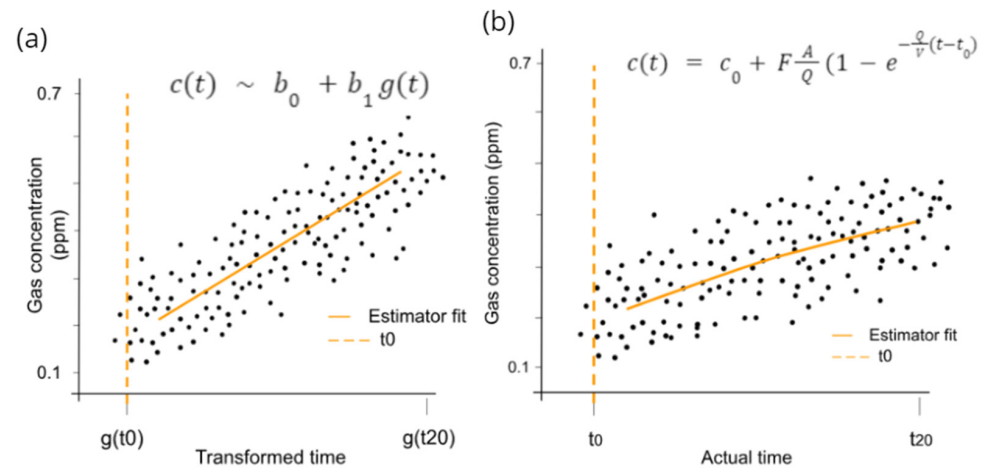 (a)
c(t) ~ b0 + b1g(t)
0.7
Gas concentration
(ppm)
0.1
Estimator fit
t0
g(t0)
g(t20)
Transformed time
(b)
c(t) = c0 + F A/Q (1 − e^−Q/V(t−t0)
0.7
Gas concentration (ppm)
0.1
Estimator fit
t0
t0
t20
Actual time